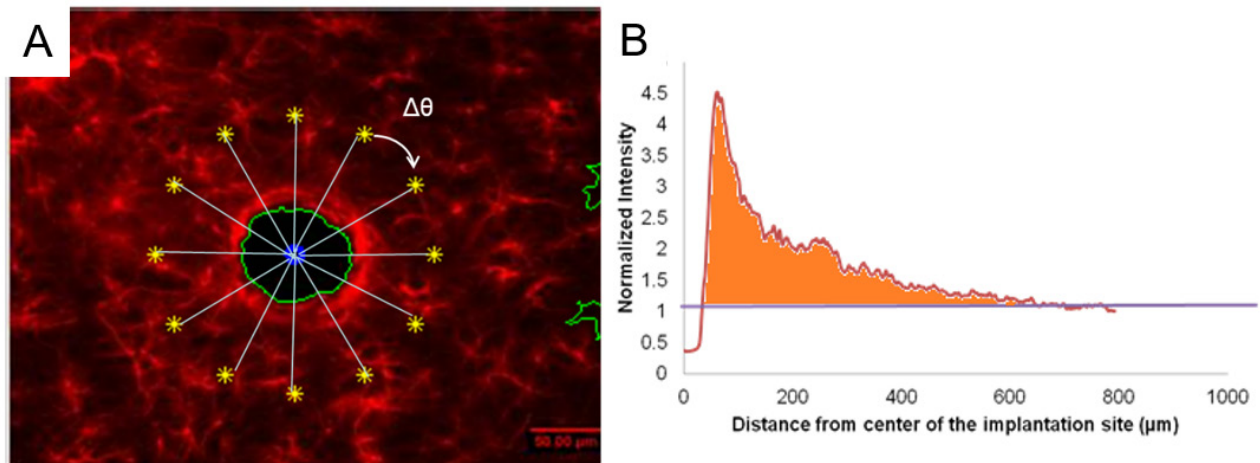 A
Δθ
50.00 µm
B
Normalized Intensity
4.5
4
3.5
3
2.5
2
1.5
1
0.5
0
0 200 400 600 800 1000
Distance from center of the implantation site (µm)